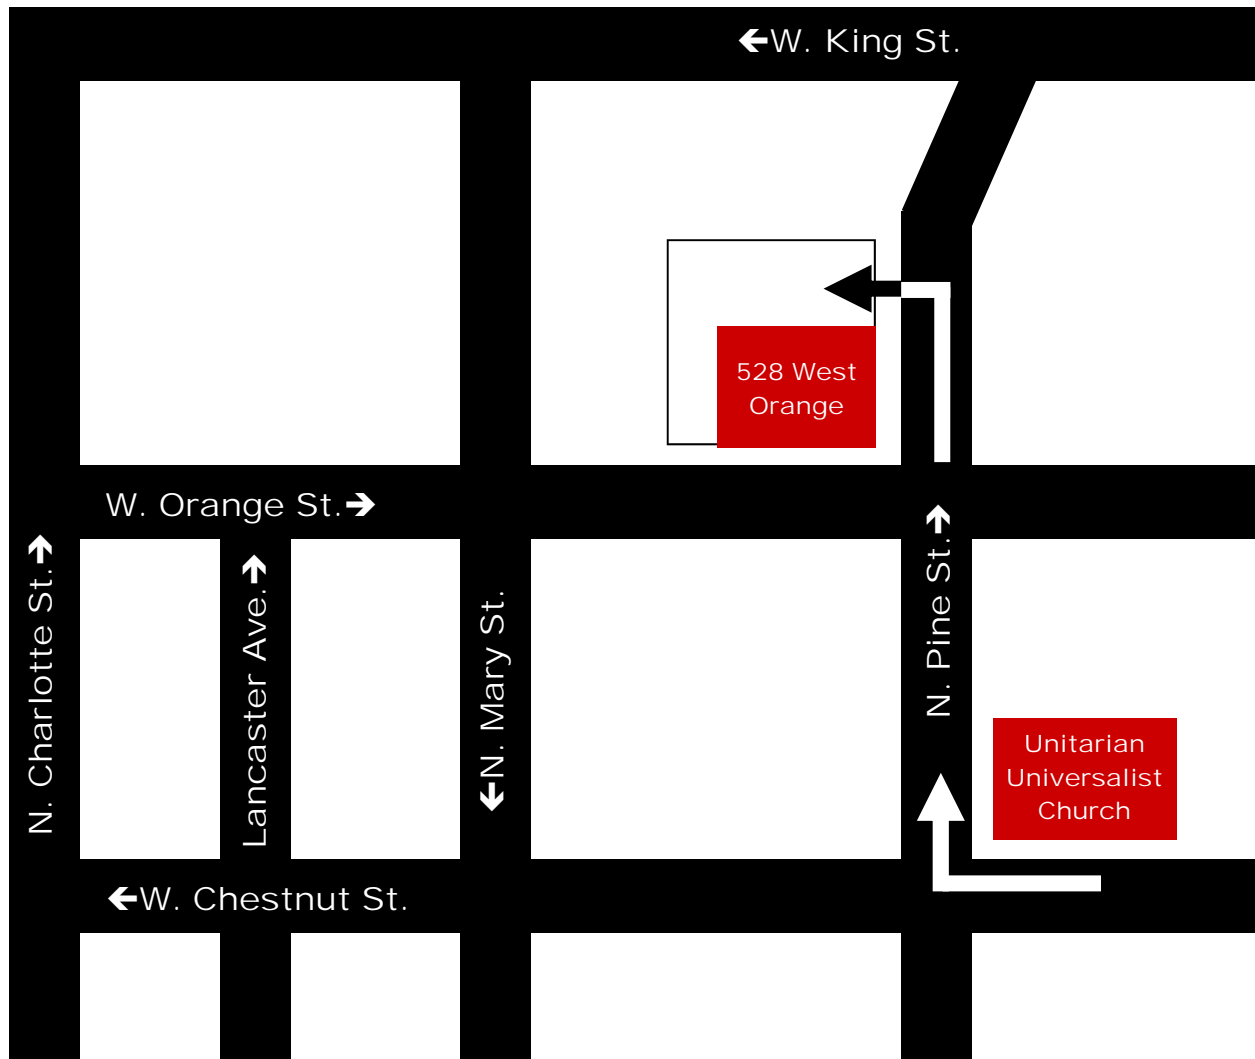 ←W. King St.
528 West
Orange
W. Orange St.→
N. Charlotte St.→
Lancaster Ave.→
←N. Mary St.
N. Pine St.→
Unitarian
Universalist
Church
←W. Chestnut St.